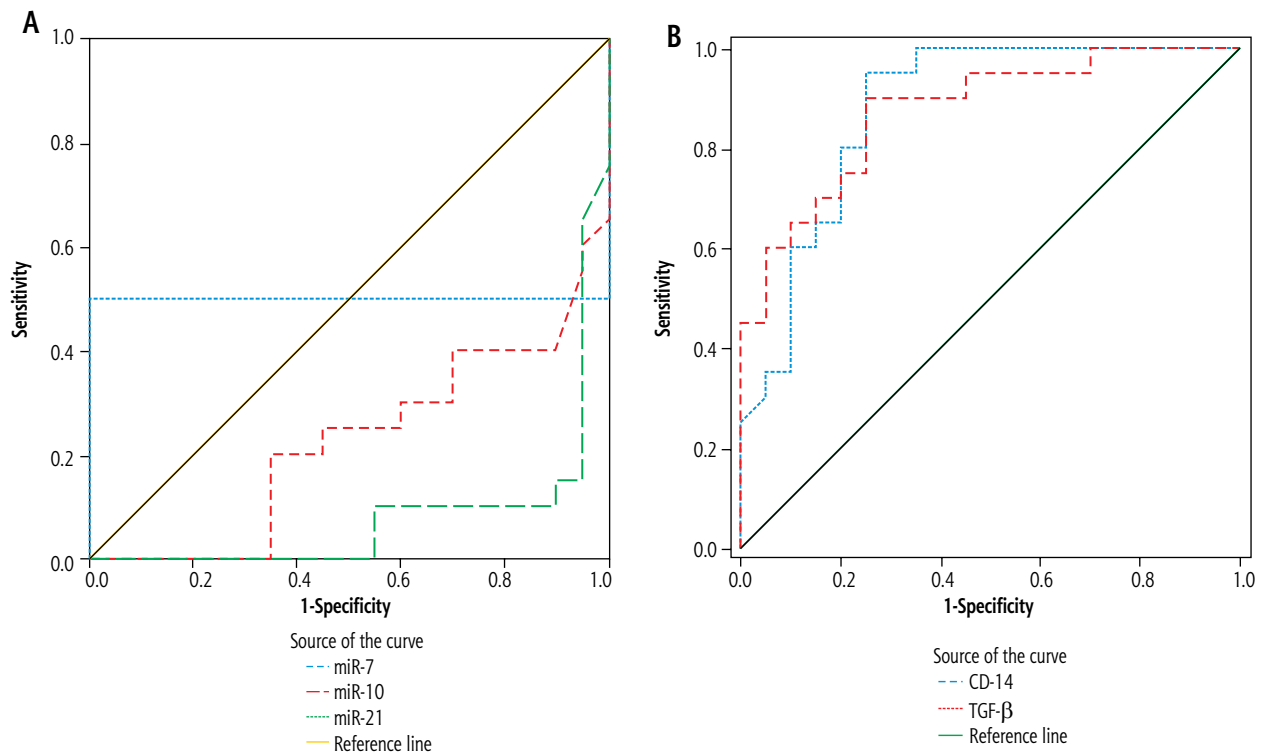 A
1.0
0.8
0.6
0.4
0.2
0.0
Sensitivity
0.0 0.2 0.4 0.6 0.8 1.0
1-Specificity
Source of the curve
miR-7
miR-10
miR-21
Reference line
B
1.0
0.8
0.6
0.4
0.2
0.0
Sensitivity
0.0 0.2 0.4 0.6 0.8 1.0
1-Specificity
Source of the curve
CD-14
TGF-β
Reference line